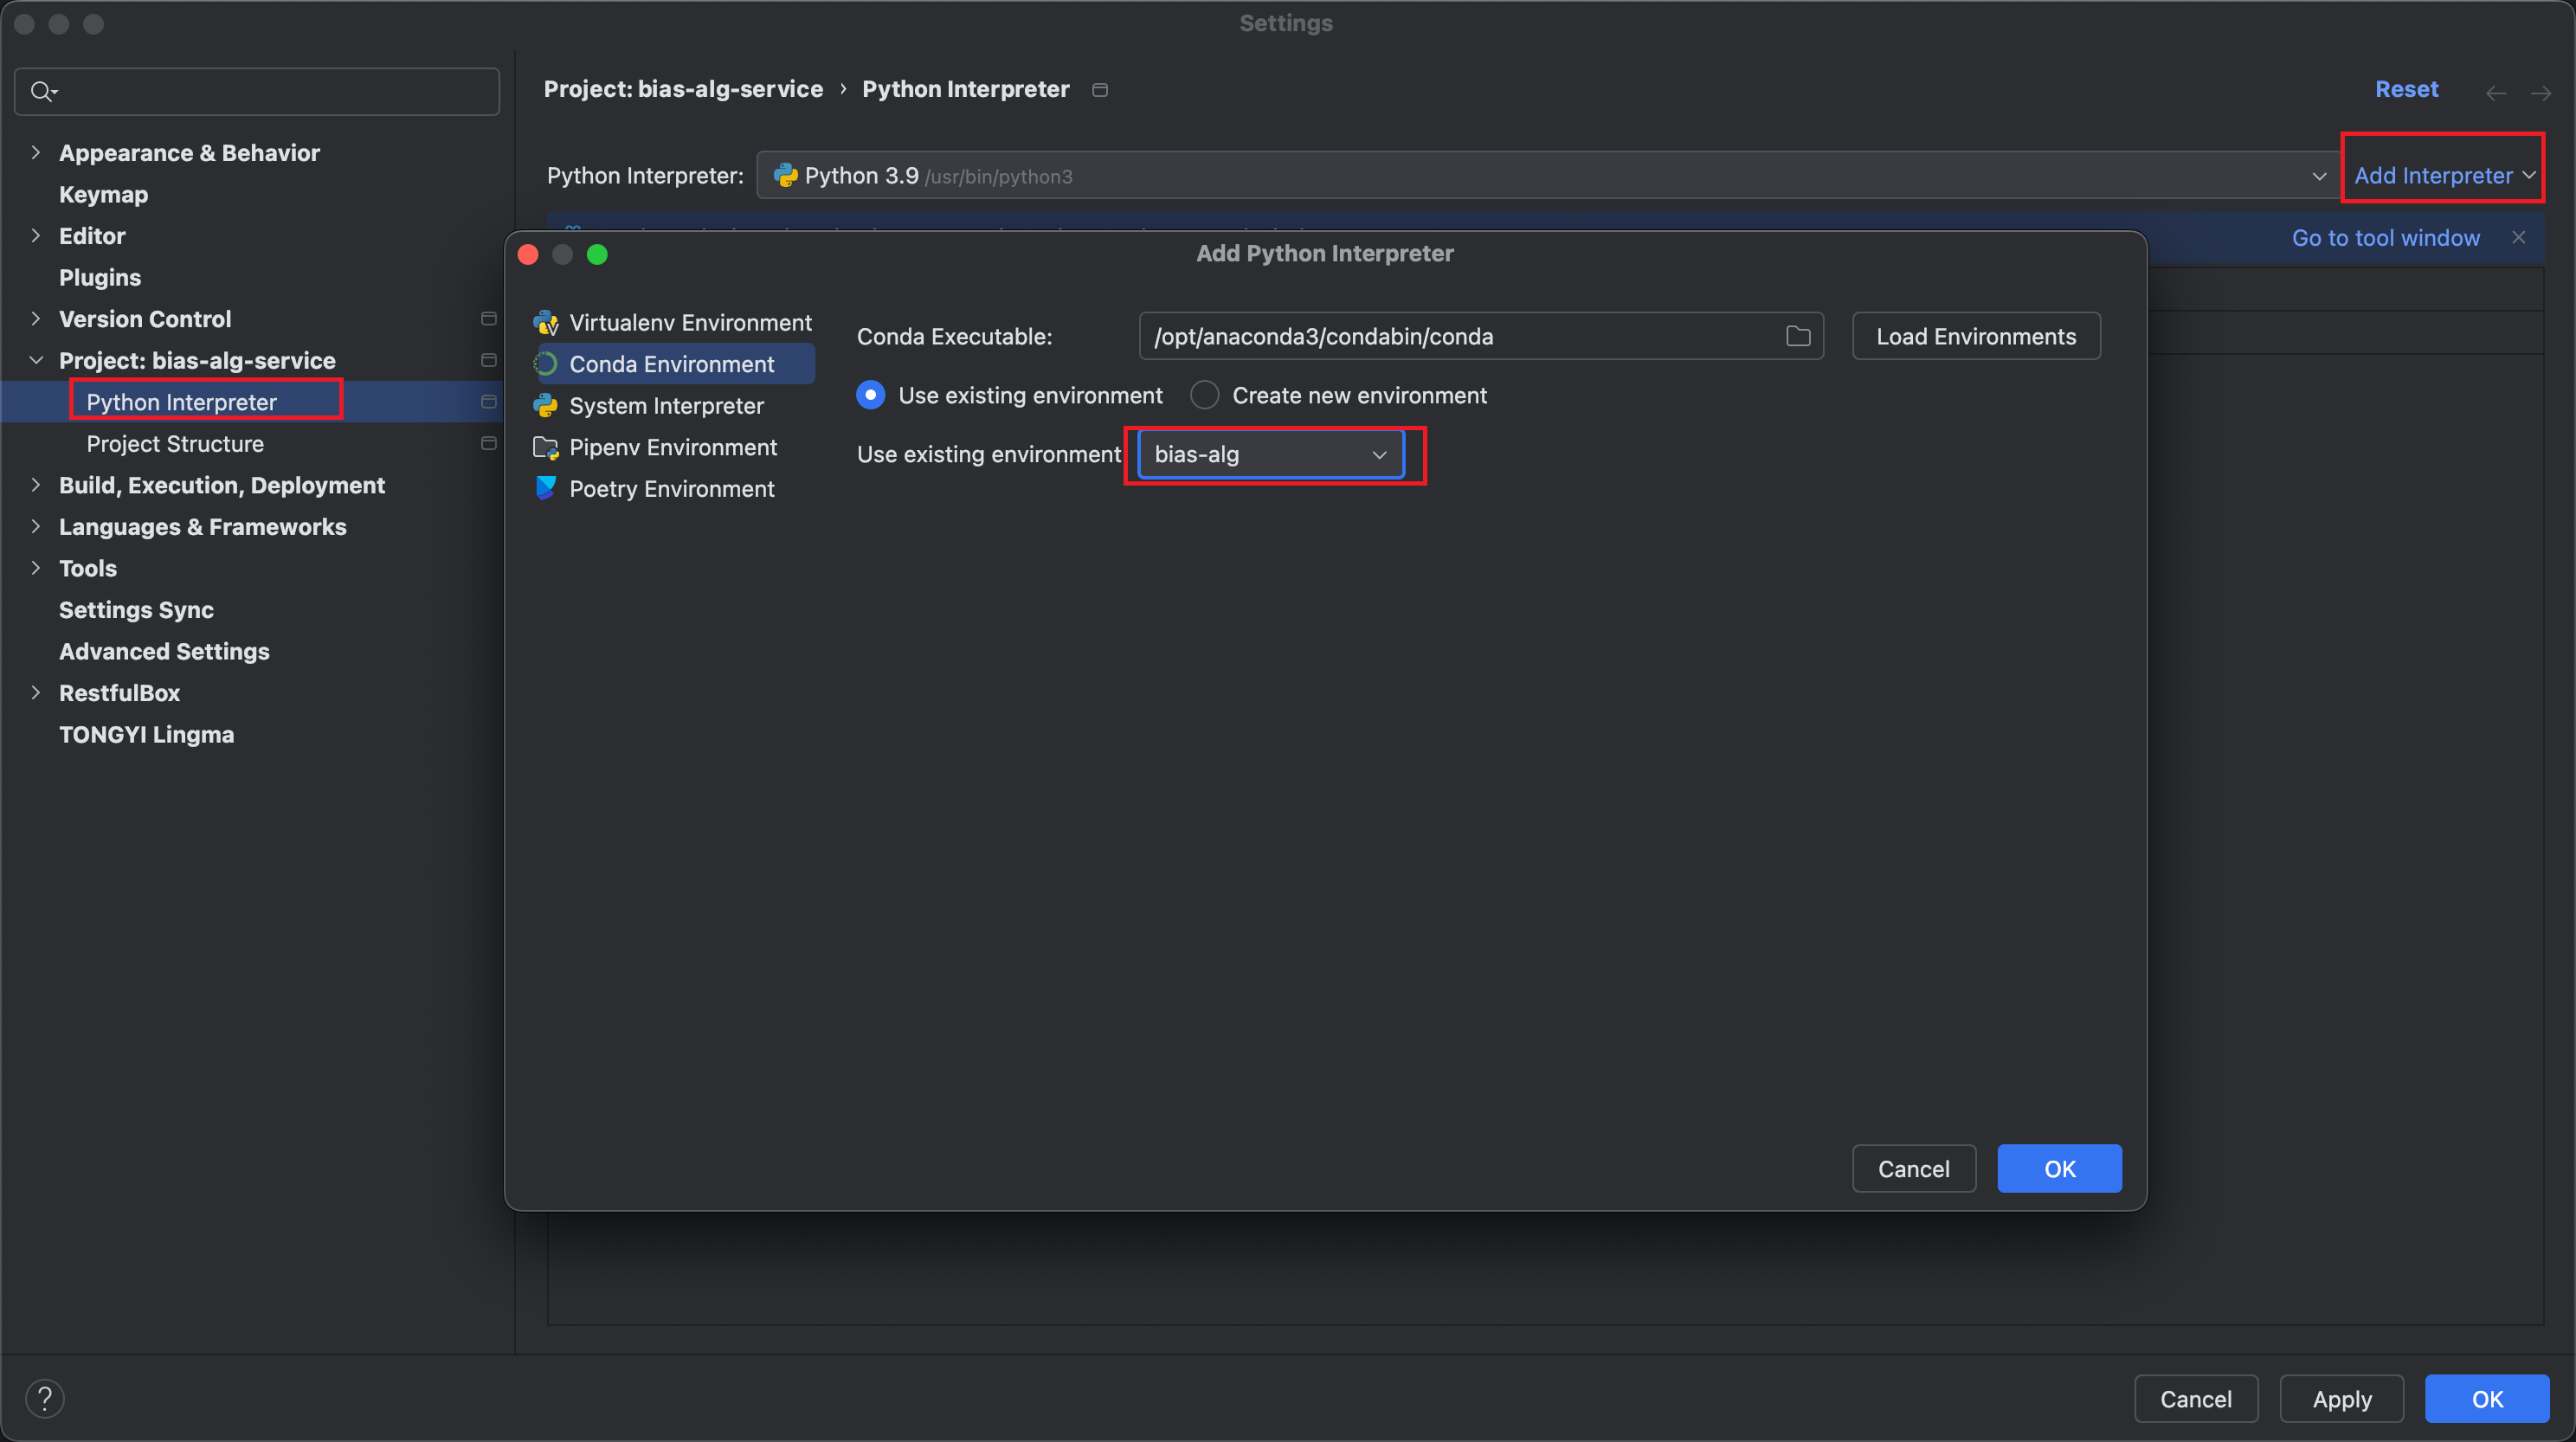 Settings
Project: bias-alg-service › Python Interpreter
Reset
Appearance & Behavior
Keymap
Editor
Plugins
Version Control
Project: bias-alg-service
Python Interpreter
Project Structure
Build, Execution, Deployment
Languages & Frameworks
Tools
Settings Sync
Advanced Settings
RestfulBox
TONGYI Lingma
Python Interpreter: Python 3.9 /usr/bin/python3
Add Interpreter
Go to tool window
Add Python Interpreter
Virtualenv Environment
Conda Environment
System Interpreter
Pipenv Environment
Poetry Environment
Conda Executable: /opt/anaconda3/condabin/conda
Load Environments
Use existing environment Create new environment
Use existing environment bias-alg
Cancel OK
?
Cancel Apply OK